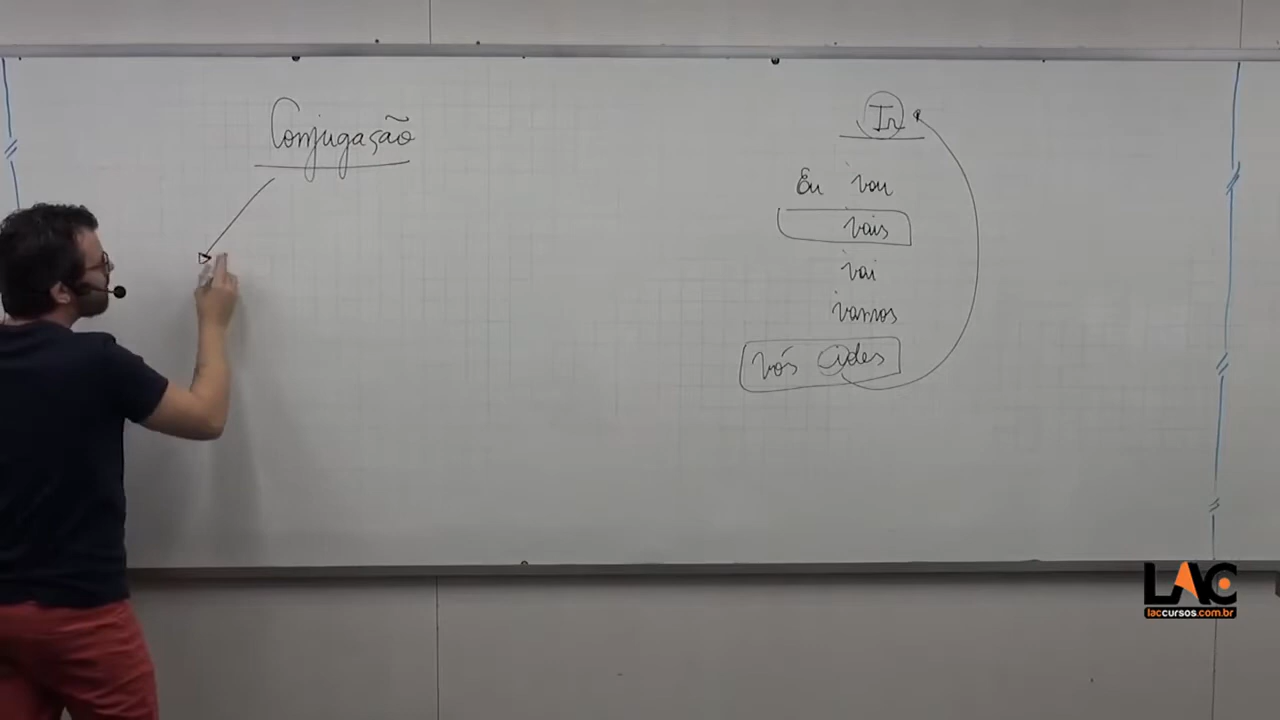 Conjugação
Ir
Eu vou
vais
vai
vamos
vós ides
LAC
laccursos.com.br